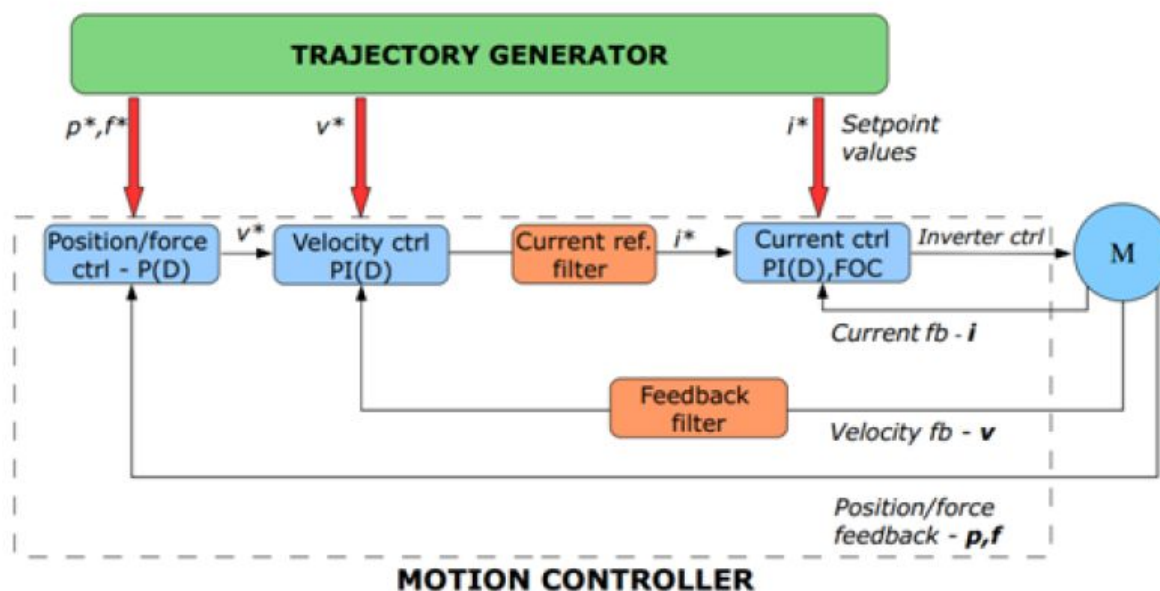 TRAJECTORY GENERATOR
p*,f*
v*
i*
Setpoint
values
Position/force
ctrl - P(D)
v*
Velocity ctrl
PI(D)
Current ref.
filter
i*
Current ctrl
PI(D),FOC
Inverter ctrl
M
Current fb - i
Feedback
filter
Velocity fb - v
Position/force
feedback - p,f
MOTION CONTROLLER